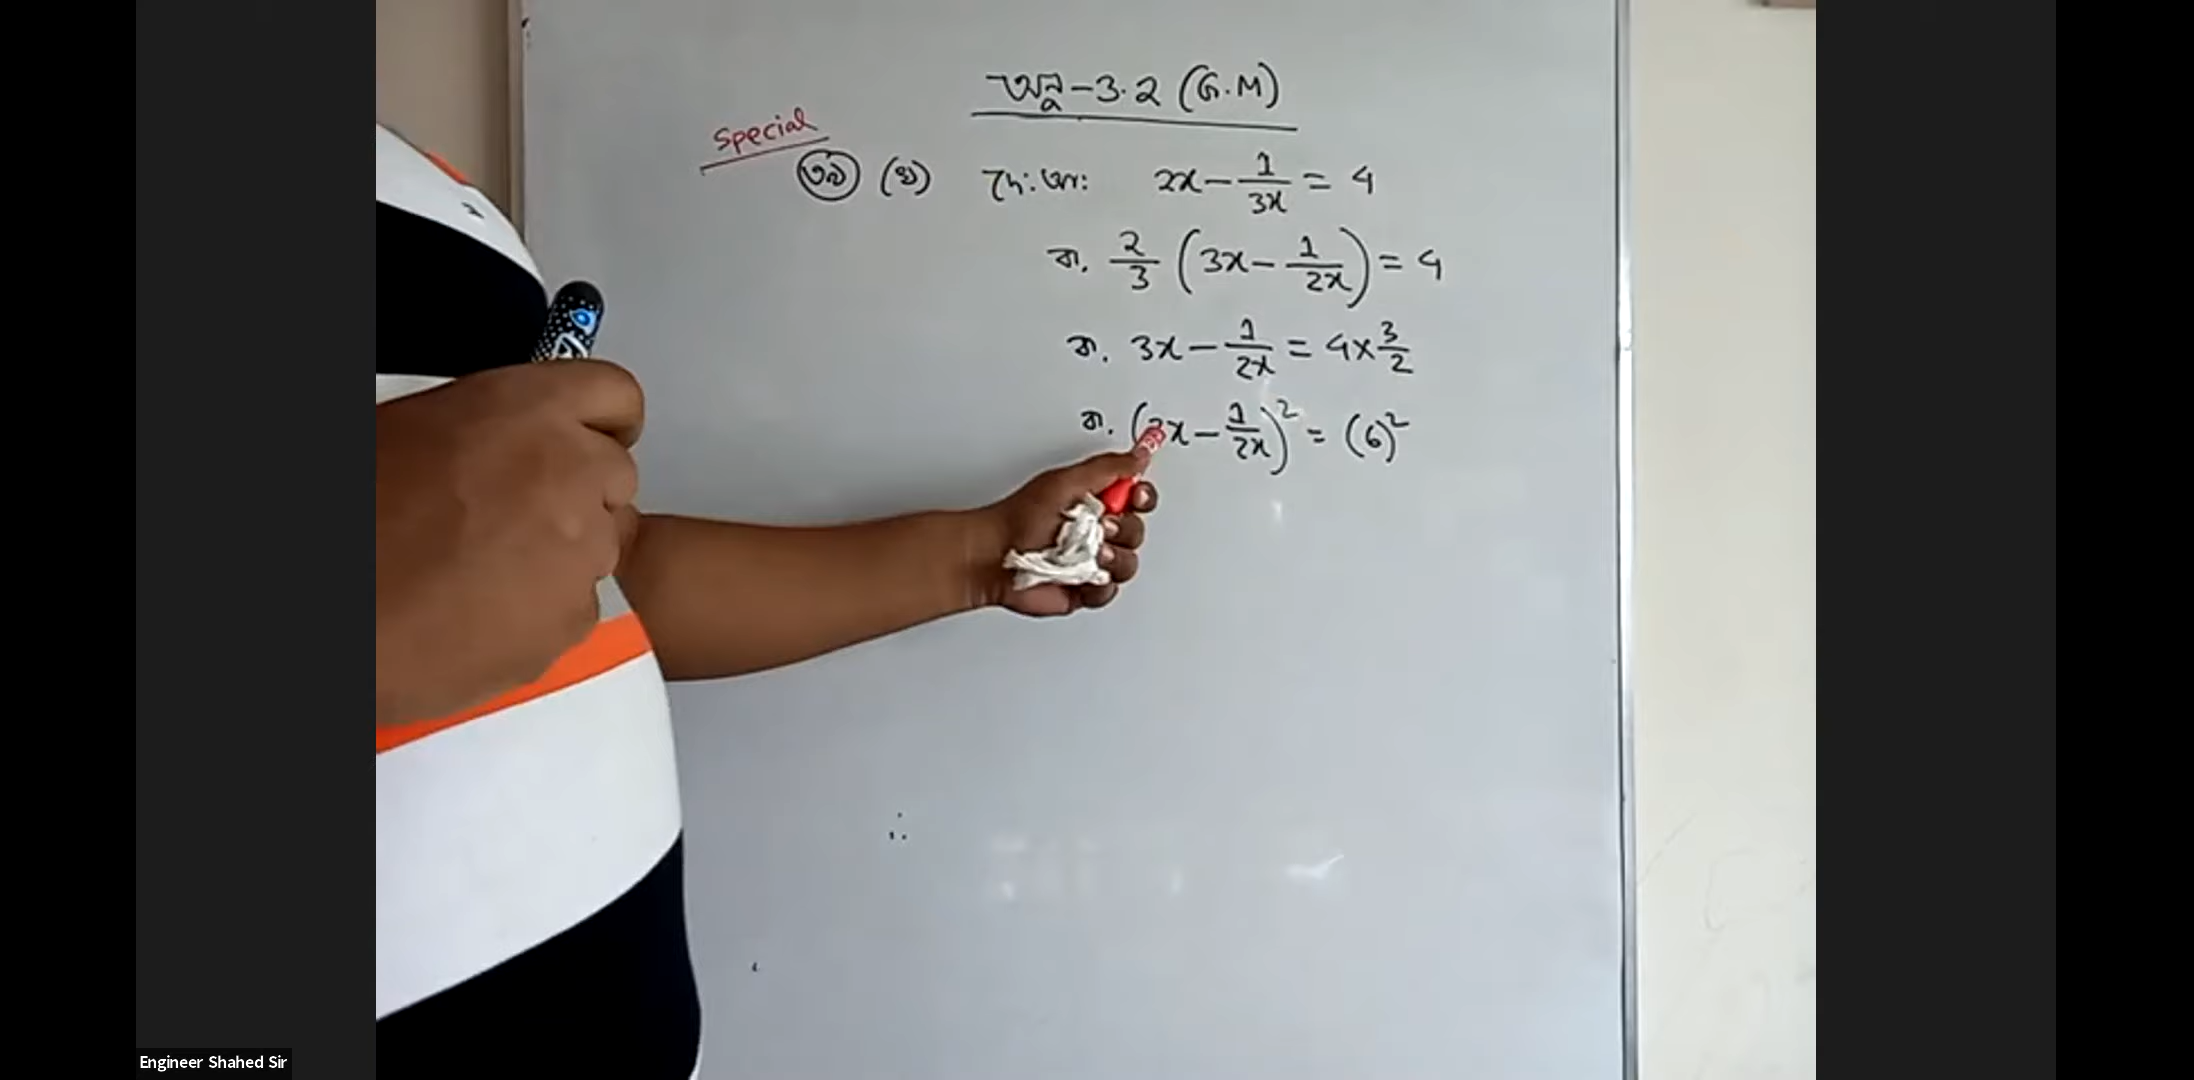 অনু-3.2 (G.M)
Special
(খ) দে:আ: 2x - 1/3x = 4
বা, 2/3 (3x - 1/2x) = 4
বা, 3x - 1/2x = 4 × 3/2
বা, (3x - 1/2x)² = (6)²
∴
Engineer Shahed Sir